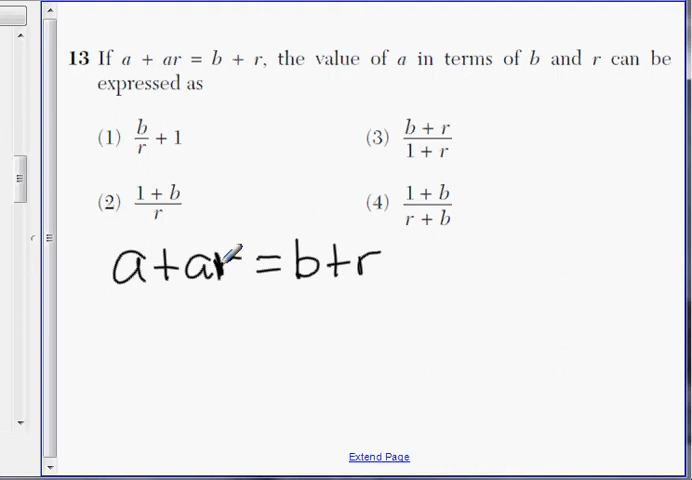 13 If a + ar = b + r, the value of a in terms of b and r can be
expressed as
(1) b/r + 1
(3) b + r / 1 + r
(2) 1 + b / r
(4) 1 + b / r + b
a+ar=b+r
Extend Page